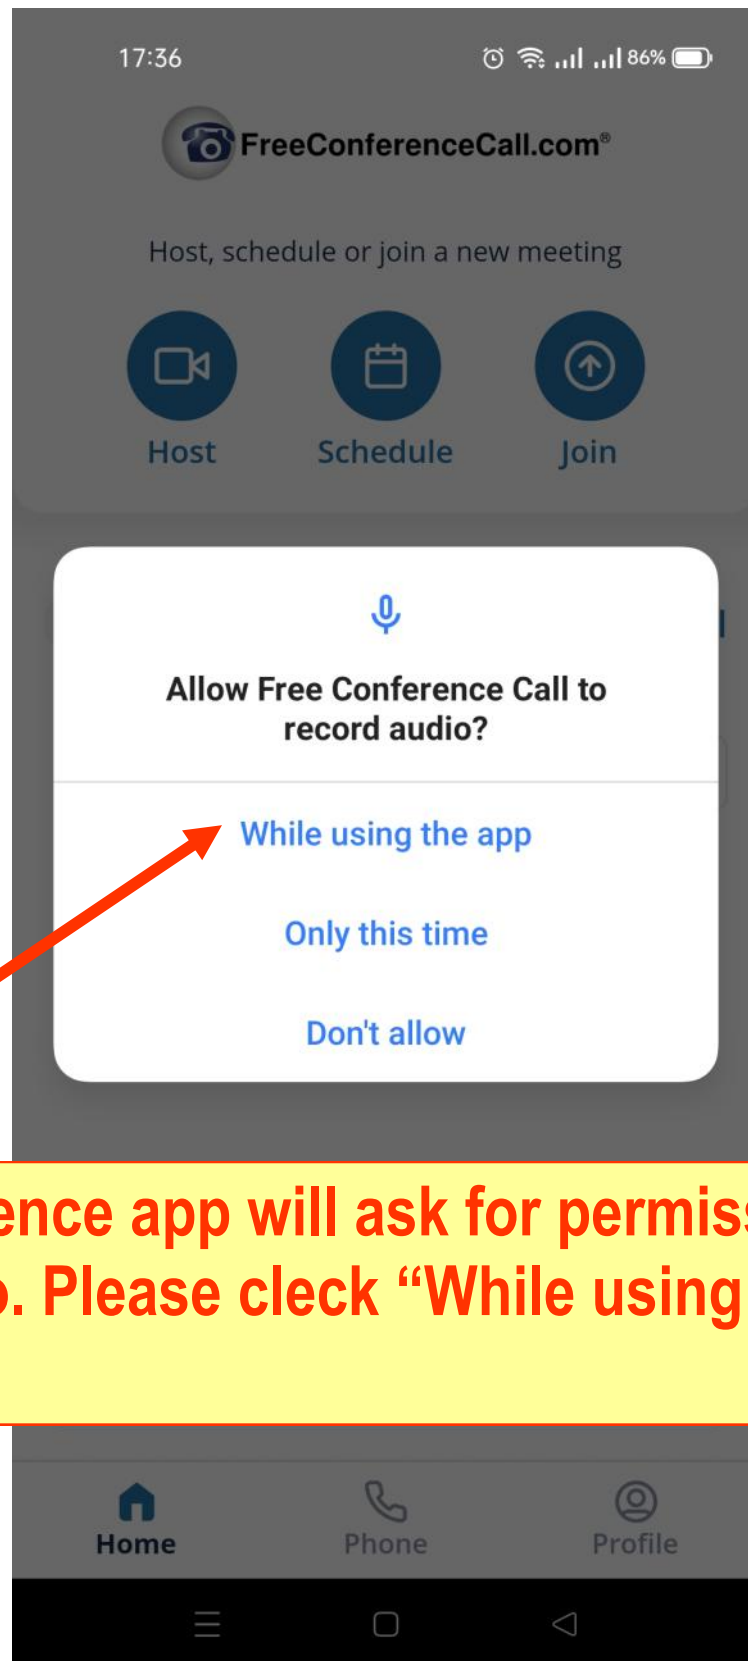 17:36
86%
FreeConferenceCall.com®
Host, schedule or join a new meeting
Host Schedule Join
Allow Free Conference Call to
record audio?
While using the app
Only this time
Don't allow
app will ask for
Please cleck “While using
Home Phone Profile